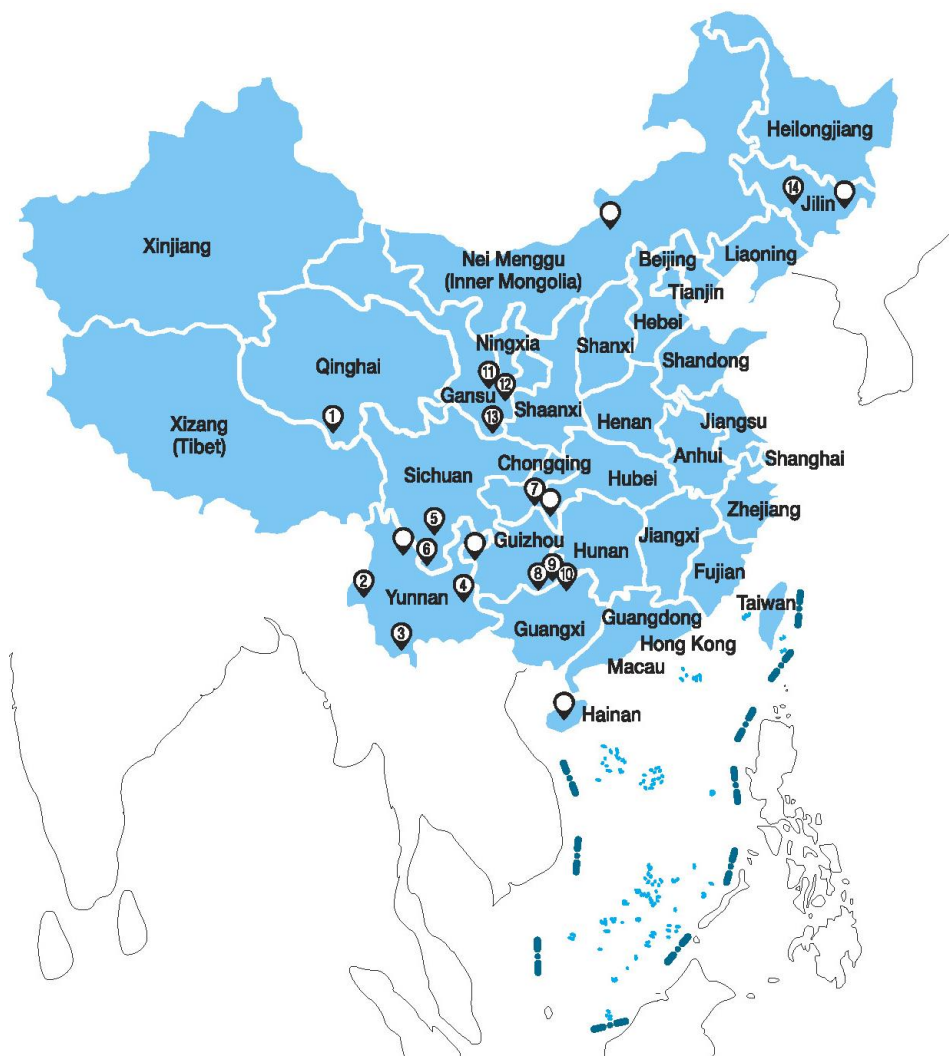 Heilongjiang
14
Jilin
Xinjiang
Nei Menggu
(Inner Mongolia)
Beijing
Liaoning
Tianjin
Hebei
Ningxia
Shanxi
Shandong
Qinghai
11
12
Gansu
Shaanxi
1
13
Henan
Jiangsu
Xizang
(Tibet)
Anhui
Shanghai
Sichuan
Chongqing
Hubei
7
Zhejiang
5
Guizhou
Jiangxi
6
Hunan
9
8
10
Fujian
2
4
Yunnan
Taiwan
3
Guangxi
Guangdong
Hong Kong
Macau
Hainan